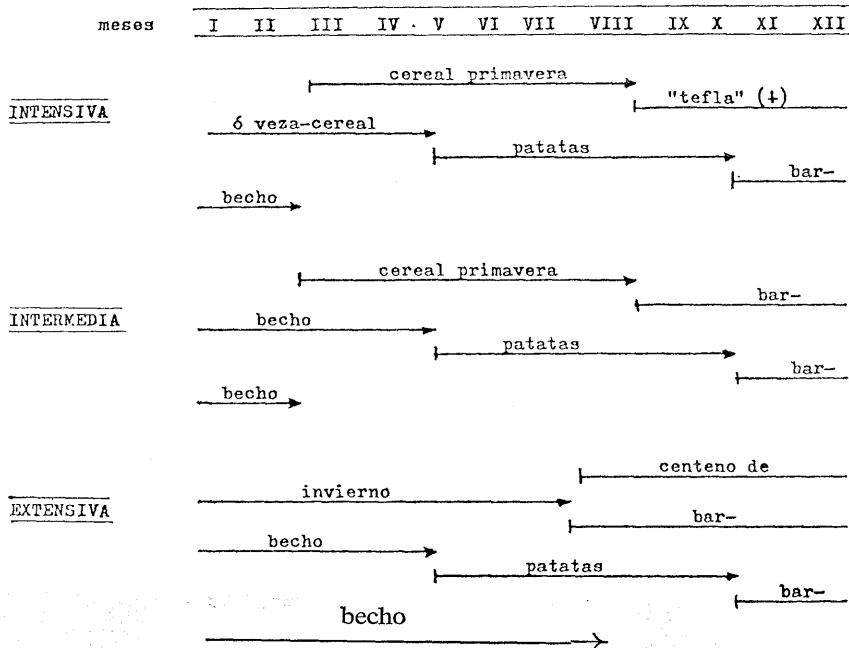 meses I II III IV . V VI VII VIII IX X XI XII
cereal primavera
"tefla" (+)
INTENSIVA
ó veza-cereal
patatas
bar-
becho
cereal primavera
bar-
INTERMEDIA
becho
patatas
bar-
becho
centeno de
invierno
EXTENSIVA
bar-
becho
patatas
bar-
becho